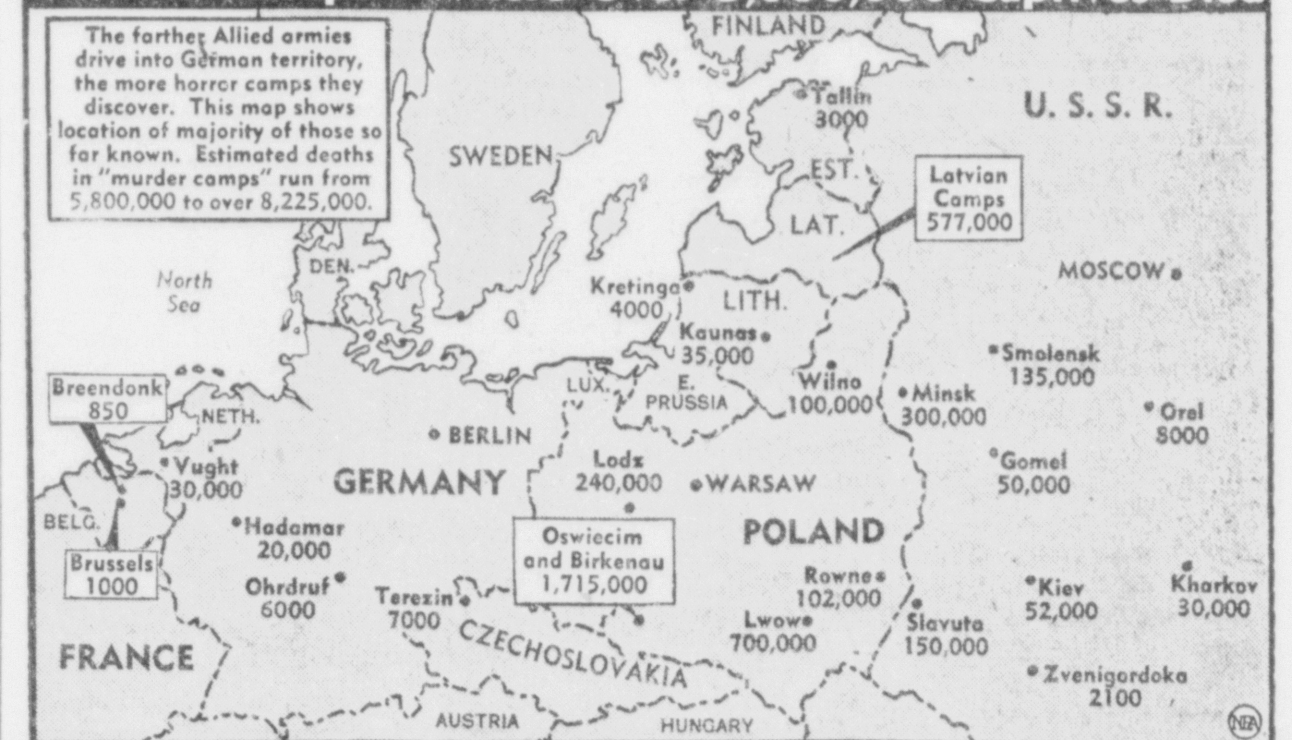 The farther Allied armies
drive into German territory,
the more horror camps they
discover. This map shows
location of majority of those so
far known. Estimated deaths
in "murder camps" run from
5,800,000 to over 8,225,000.
FINLAND
Tallin
3000
U. S. S. R.
SWEDEN
EST.
Latvian
Camps
577,000
LAT.
DEN.
North
Sea
MOSCOW
Kretinga
4000
LITH.
Kaunas
35,000
Smolensk
135,000
Breendonk
850
NETH.
LUX.
E.
PRUSSIA
Wilno
100,000
Minsk
300,000
Orel
8000
BERLIN
Vught
30,000
GERMANY
Lodz
240,000
WARSAW
Gomel
50,000
BELG.
Hadamar
20,000
Oswiecim
and Birkenau
1,715,000
POLAND
Brussels
1000
Ohrdruf
6000
Terezin
7000
Rowne
102,000
Kiev
52,000
Kharkov
30,000
CZECHOSLOVAKIA
Lwow
700,000
Slavuta
150,000
FRANCE
Zvenigordoka
2100
AUSTRIA
HUNGARY
NEA